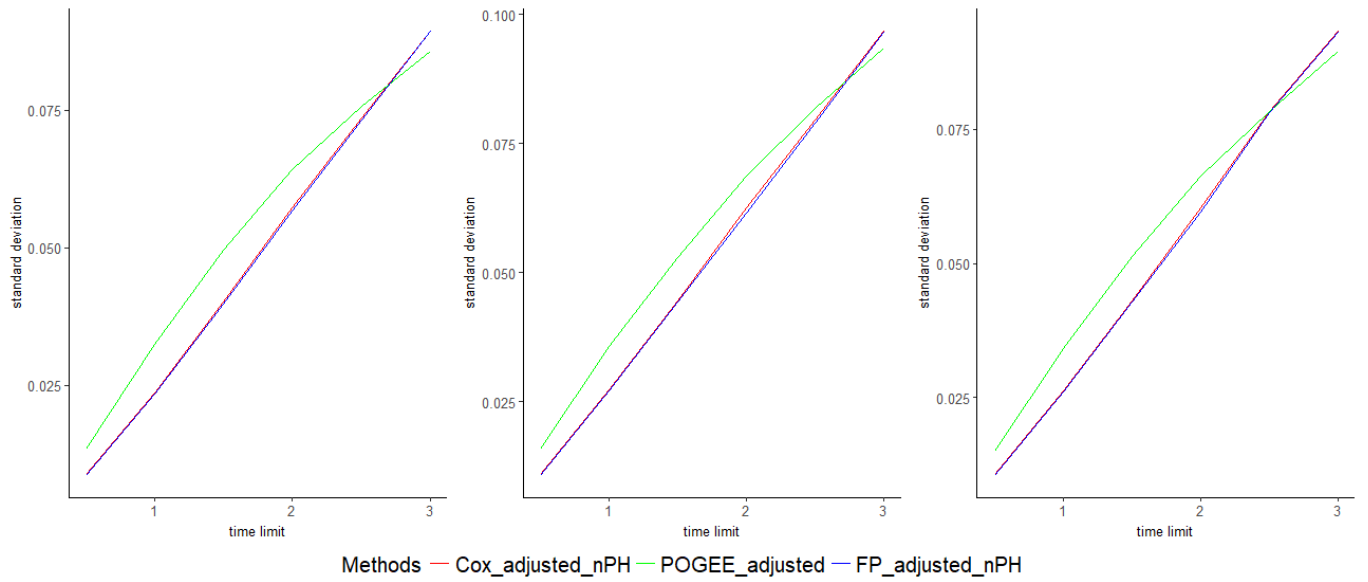 0.075
0.050
0.025
standard deviation
1 2 3
time limit
0.100
0.075
0.050
0.025
standard deviation
1 2 3
time limit
0.075
0.050
0.025
standard deviation
1 2 3
time limit
Methods Cox_adjusted_nPH POGEE_adjusted FP_adjusted_nPH